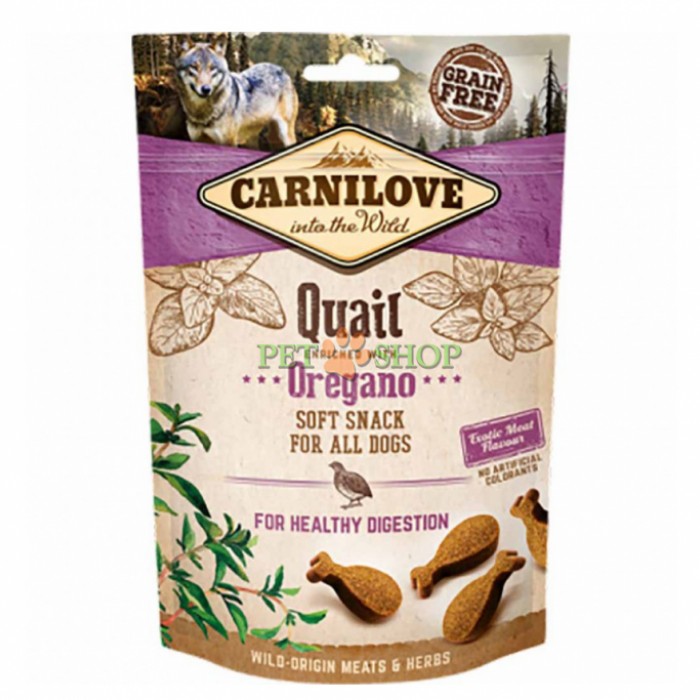 GRAIN
FREE
CARNILOVE
into the Wild
Quail
ENRICHED WITH
PET SHOP
Oregano
SOFT SNACK
FOR ALL DOGS
Exotic Meat
Flavour
NO ARTIFICIAL
COLORANTS
FOR HEALTHY DIGESTION
WILD-ORIGIN MEATS & HERBS